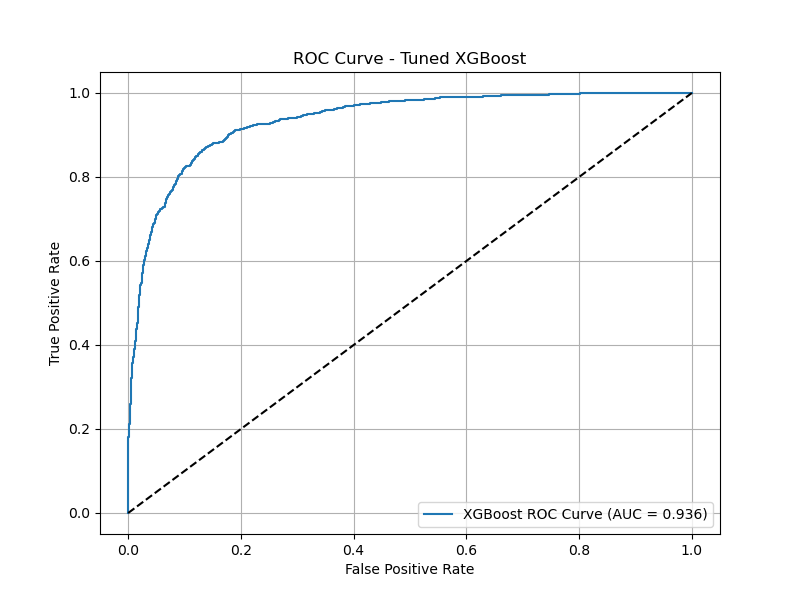 ROC Curve - Tuned XGBoost
True Positive Rate
1.0
0.8
0.6
0.4
0.2
0.0
XGBoost ROC Curve (AUC = 0.936)
0.0 0.2 0.4 0.6 0.8 1.0
False Positive Rate